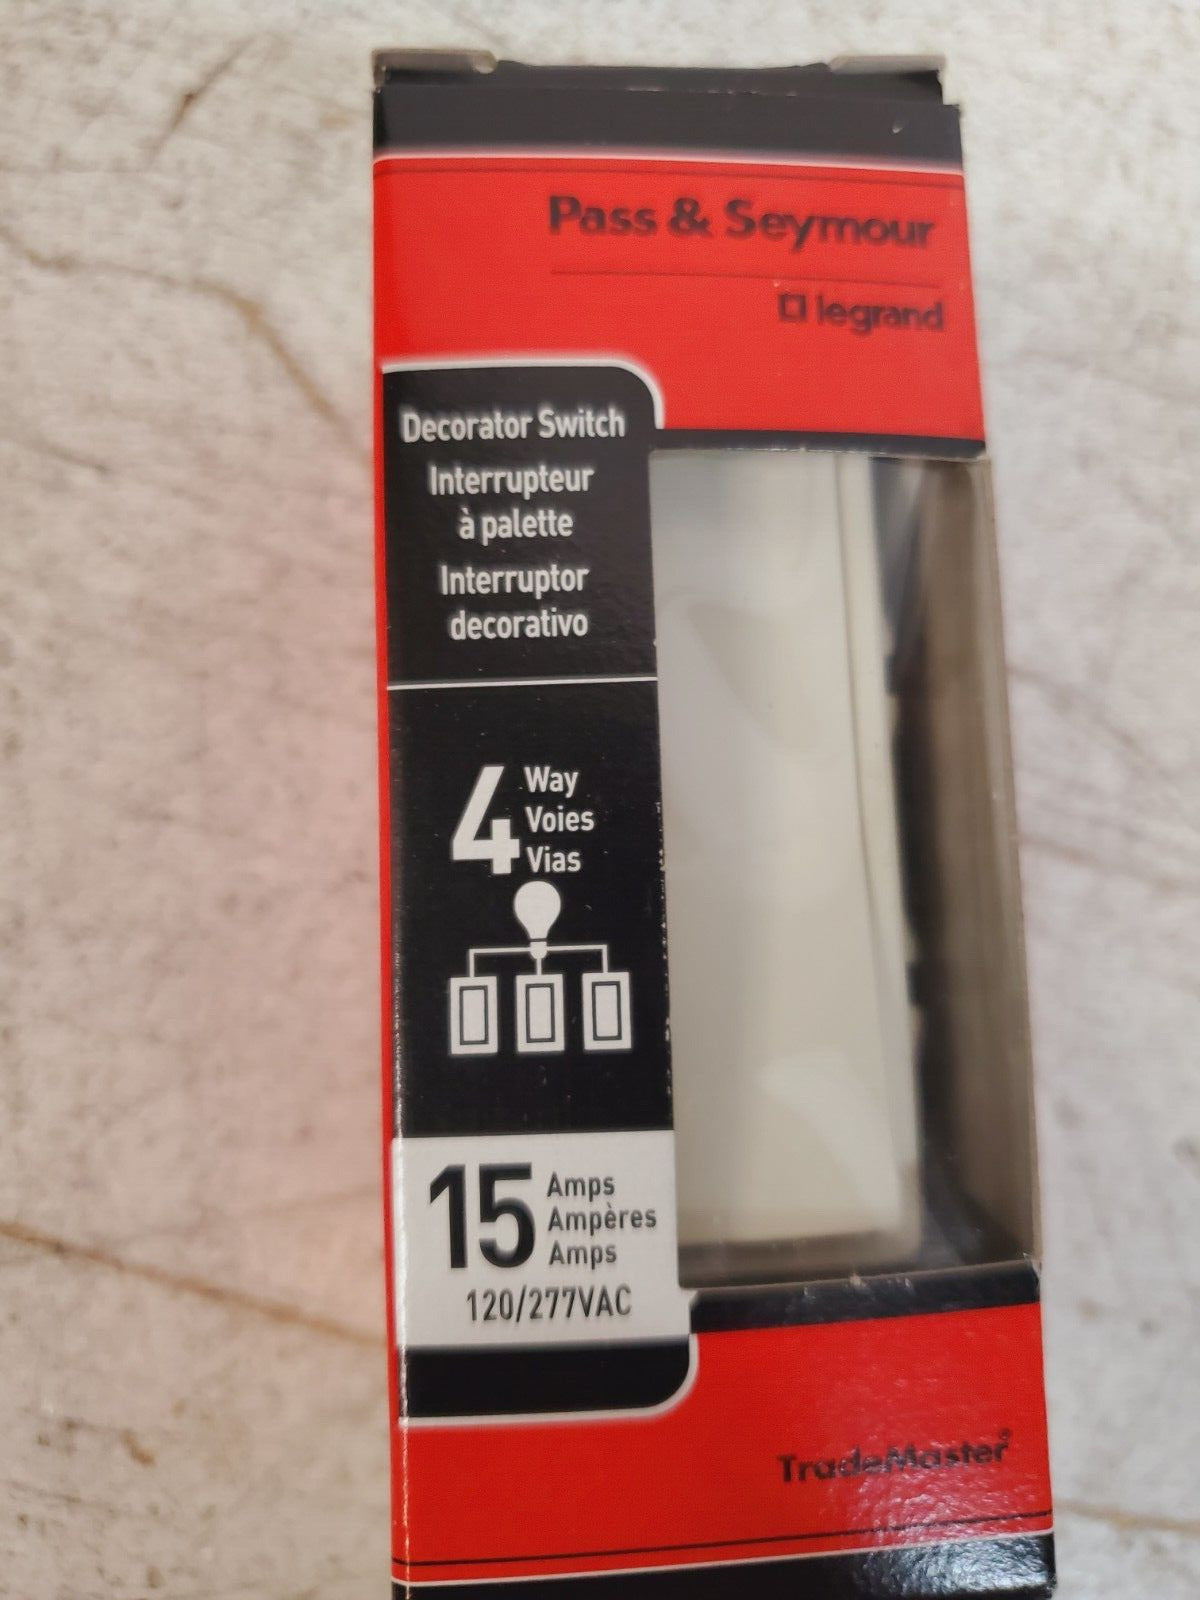 Pass & Seymour
legrand
Decorator Switch
Interrupteur
à palette
Interruptor
decorativo
4 Way
Voies
Vias
15 Amps
Ampères
Amps
120/277VAC
TradeMaster®